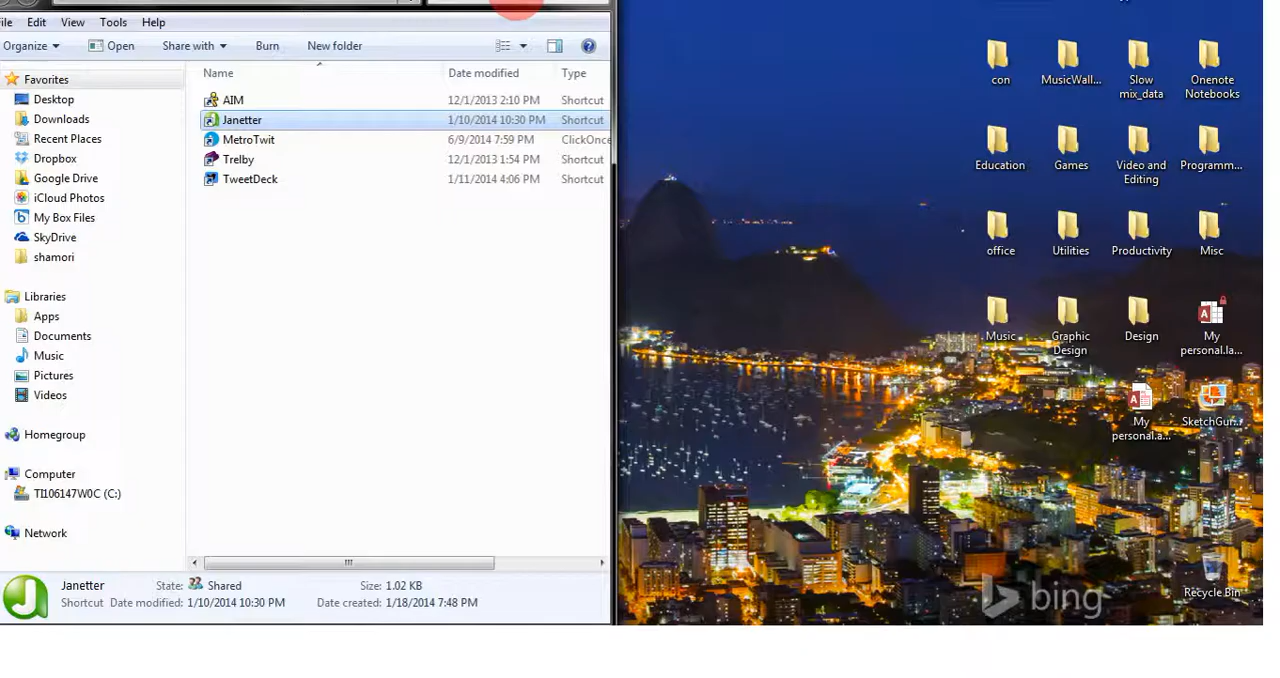 File Edit View Tools Help
Organize Open Share with Burn New folder
Name Date modified Type
AIM 12/1/2013 2:10 PM Shortcut
Janetter 1/10/2014 10:30 PM Shortcut
MetroTwit 6/9/2014 7:59 PM ClickOnce
Trelby 12/1/2013 1:54 PM Shortcut
TweetDeck 1/11/2014 4:06 PM Shortcut
Favorites
Desktop
Downloads
Recent Places
Dropbox
Google Drive
iCloud Photos
My Box Files
SkyDrive
shamori
Libraries
Apps
Documents
Music
Pictures
Videos
Homegroup
Computer
TI106147W0C (C:)
Network
Janetter State: Shared Size: 1.02 KB
Shortcut Date modified: 1/10/2014 10:30 PM Date created: 1/18/2014 7:48 PM
con
MusicWall...
Slow
mix_data
Onenote
Notebooks
Education
Games
Video and
Editing
Programm...
office
Utilities
Productivity
Misc
Music
Graphic
Design
Design
My
personal.la...
My
personal.a...
SketchGur...
Recycle Bin
bing